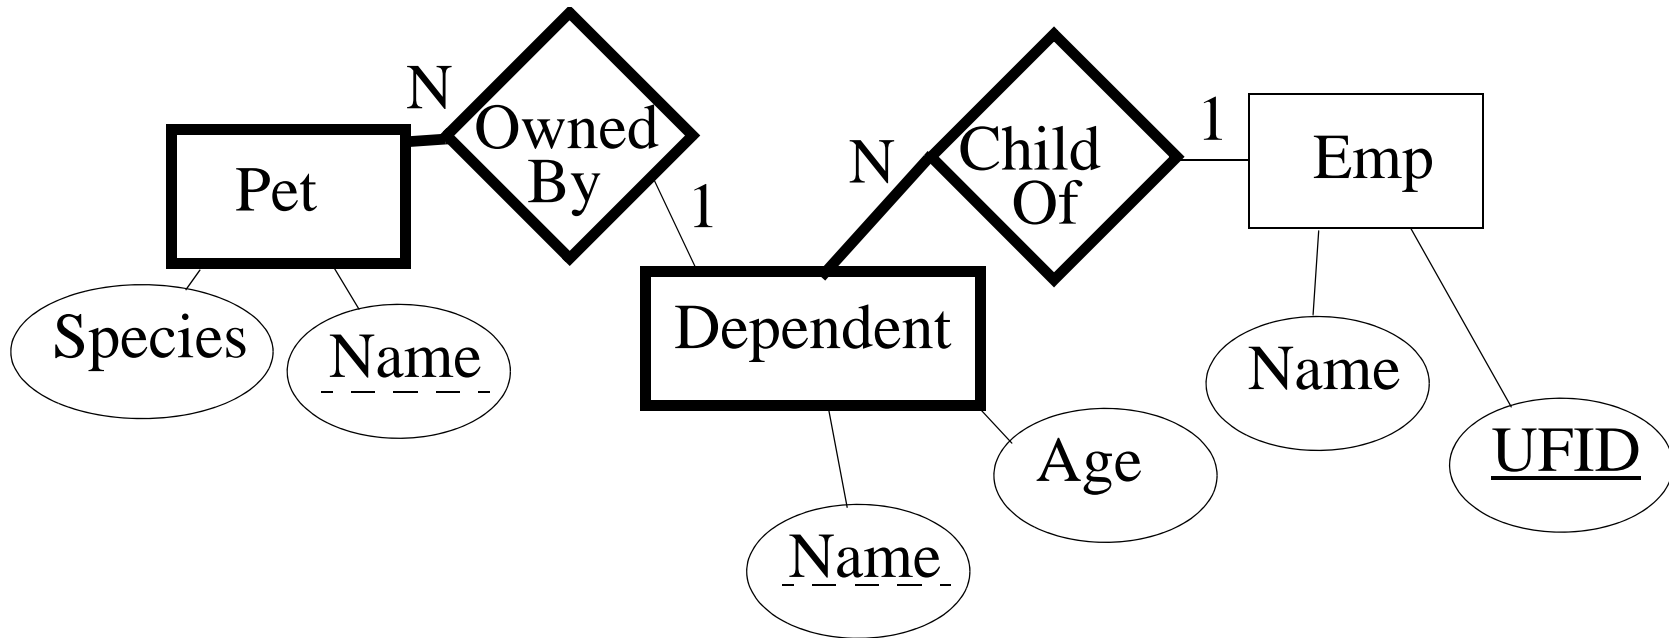 N
Owned
By
1
Pet
Species
Name
N
Child
Of
1
Emp
Dependent
Name
Age
Name
UFID